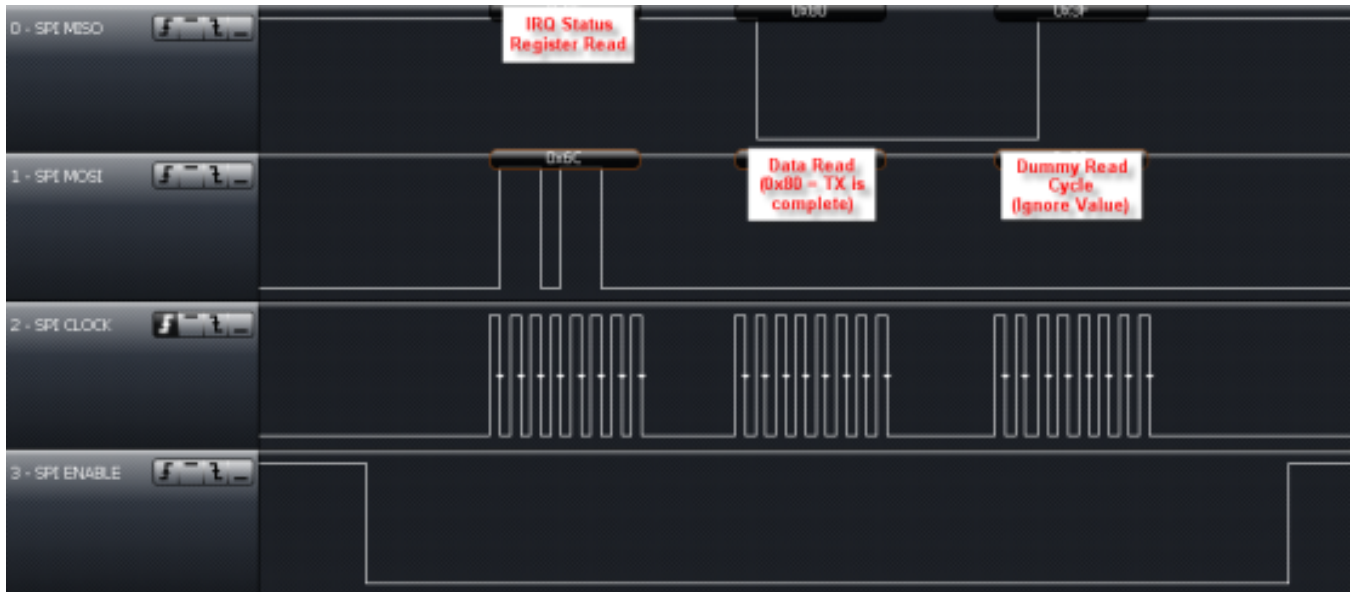 0 - SPI MISO
IRQ Status
Register Read
0x80
0x3F
1 - SPI MOSI
0x6C
Data Read
(0x80 - TX is
complete)
Dummy Read
Cycle
(Ignore Value)
2 - SPI CLOCK
3 - SPI ENABLE